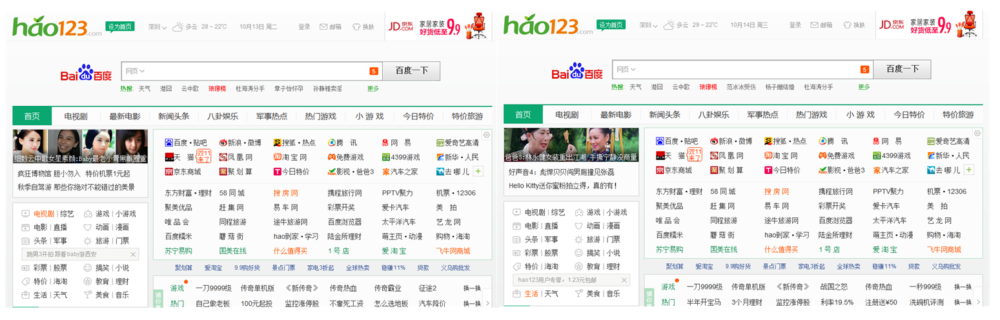 hao123.com 设为首页 深圳 多云 28 ~ 22℃ 10月13日 周二 登录 邮箱 换肤 JD.COM 京东 家居家装 好货低至9.9
Baidu百度 网页 5 百度一下
热搜: 天气 港囧 云中歌 琅琊榜 杜海涛分手 章子怡怀孕 孙静雅卖淫 更多
首页 电视剧 最新电影 新闻头条 八卦娱乐 军事热点 热门游戏 小 游 戏 今日特价 特价旅游
细数云中歌女星素颜:Baby最老小骨黑眼圈重
疯狂博物馆 胆小勿入 特价机票1元起
秋季自驾游 那些你绝对不能错过的美景
电视剧 | 综艺 游戏 | 小游戏
电影 | 直播 动画 | 漫画
头条 | 军事 旅游 | 门票
跑男3开拍 跟着baby游西安
彩票 | 股票 搞笑 | 小说
特价 | 海淘 教育 | 理财
生活 | 天气 美食 | 音乐
百度 • 贴吧 新浪 • 微博 搜狐 • 热点 腾 讯 网 易 爱奇艺高清
天 猫 双11来了 凤 凰 网 淘 宝 网 免费游戏 4399游戏 新华 • 人民
京东商城 聚 划 算 今日特价 影视 • 爸爸3 汽车之家 去 哪 儿
东方财富 • 理财 58 同 城 搜 房 网 携程旅行网 PPTV聚力 机票 • 12306
聚美优品 赶 集 网 易 车 网 彩票开奖 爱卡汽车 美 拍
唯 品 会 同程旅游 途牛旅游网 百度浏览器 太平洋汽车 艺 龙 网
百度糯米 蘑 菇 街 hao到家 • 学习 陆金所理财 萌主页 • 动漫 购物 • 海淘
苏宁易购 国美在线 什么值得买 1 号 店 爱 淘 宝 飞牛网商城
聚划算 爱淘宝 9.9购好货 景点门票 家电3折起 全球热卖 稳赚11% 贷款 义乌购批发
猜你
游戏 一刀9999级 传奇单机版 《新传奇》 传奇热血 传奇霸业 征途2 换一换
热门 自己做老板 100元起投 监控涨停股 不靠死工资 怎么选地板 汽车降价 换一换
hao123.com 设为首页 深圳 多云 29 ~ 22℃ 10月14日 周三 登录 邮箱 换肤 JD.COM 京东 家居家装 好货低至9.9
Baidu百度 网页 5 百度一下
热搜: 天气 港囧 云中歌 琅琊榜 范冰冰受伤 杨子姗结婚 杜海涛分手 更多
首页 电视剧 最新电影 新闻头条 八卦娱乐 军事热点 热门游戏 小 游 戏 今日特价 特价旅游
爸爸3:林永健女装重出江湖 手撕宁静没商量
好声音4：彪悍贝贝闯男厕撞见张磊
Hello Kitty送你蜜粉拍立得，真的有！
电视剧 | 综艺 游戏 | 小游戏
电影 | 直播 动画 | 漫画
头条 | 军事 旅游 | 门票
彩票 | 股票 搞笑 | 小说
特价 | 海淘 教育 | 理财
hao123用户专享，1.23元包邮
生活 | 天气 美食 | 音乐
百度 • 贴吧 新浪 • 微博 搜狐 • 热点 腾 讯 网 易 爱奇艺高清
天 猫 双11来了 凤 凰 网 淘 宝 网 免费游戏 4399游戏 新华 • 人民
京东商城 聚 划 算 今日特价 影视 • 爸爸3 汽车之家 去 哪 儿
东方财富 • 理财 58 同 城 搜 房 网 携程旅行网 PPTV聚力 机票 • 12306
聚美优品 赶 集 网 易 车 网 彩票开奖 爱卡汽车 美 拍
唯 品 会 同程旅游 途牛旅游网 百度浏览器 太平洋汽车 艺 龙 网
百度糯米 蘑 菇 街 hao到家 • 学习 陆金所理财 萌主页 • 动漫 购物 • 海淘
苏宁易购 国美在线 什么值得买 1 号 店 爱 淘 宝 飞牛网商城
聚划算 爱淘宝 9.9购好货 景点门票 家电3折起 全球热卖 稳赚11% 贷款 义乌购批发
猜你
游戏 一刀9999级 传奇单机版 《新传奇》 战国之怒 传奇热血 一秒999级 换一换
热门 半年开宝马 3个月理财 监控涨停股 利率19.5% 注册送¥50 洗碗机评测 换一换